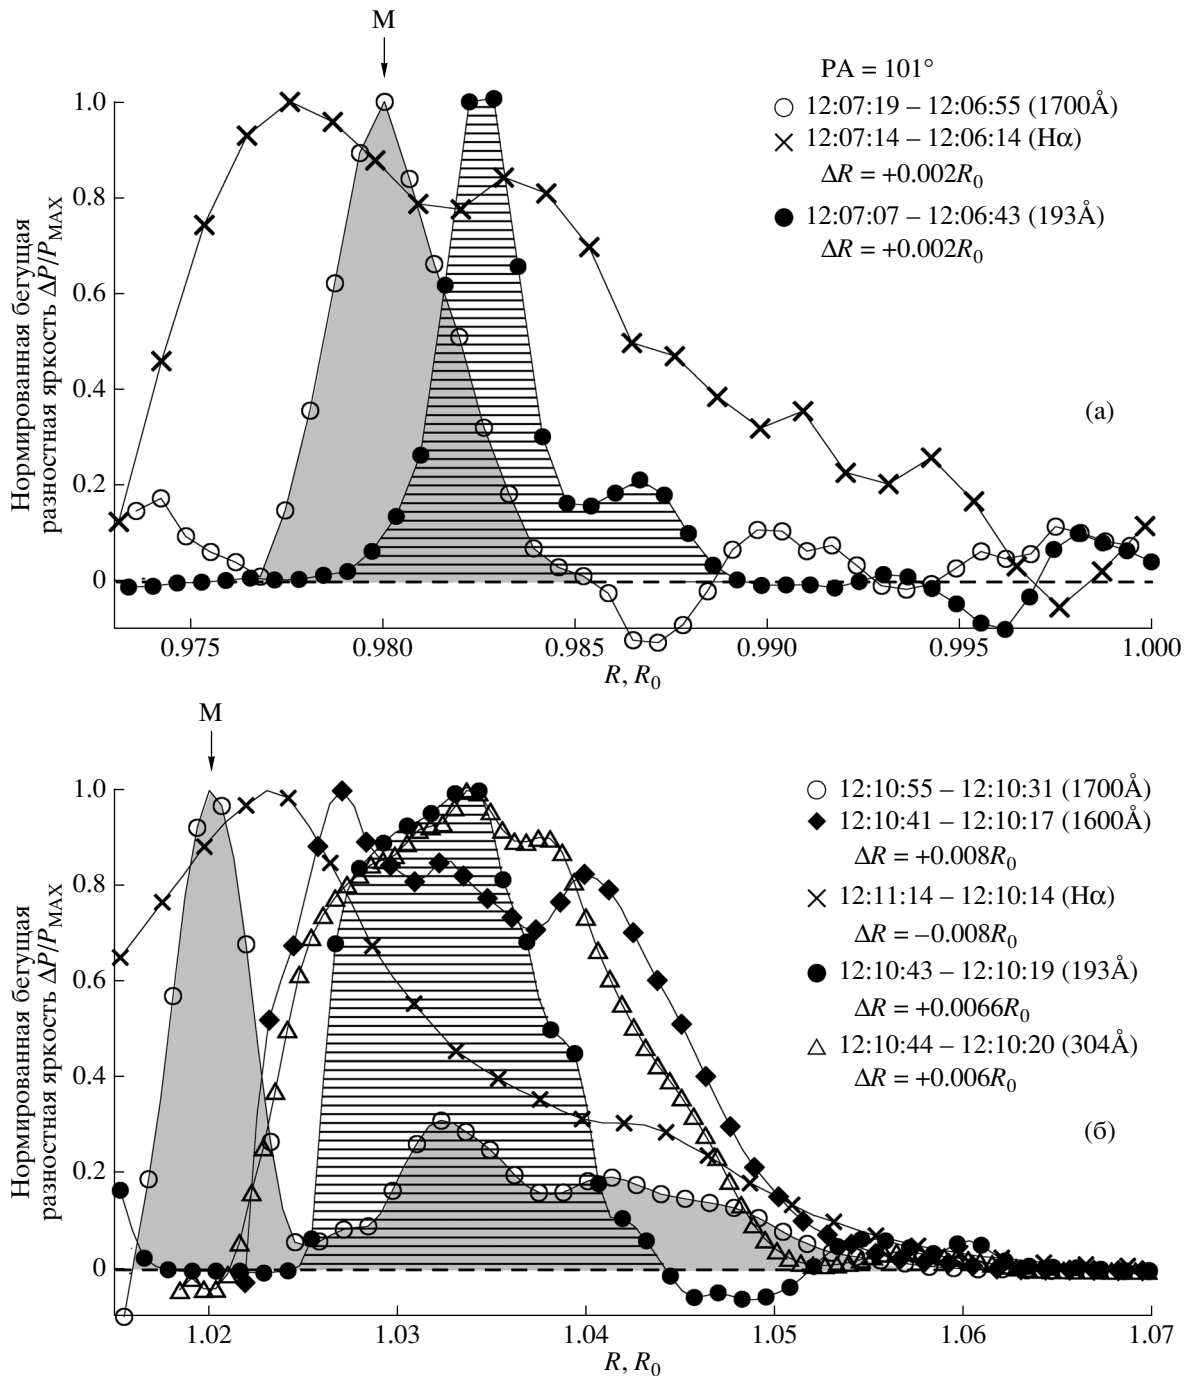 M
PA = 101°
1.0
12:07:19 – 12:06:55 (1700Å)
12:07:14 – 12:06:14 (Hα)
ΔR = +0.002R₀
0.8
12:07:07 – 12:06:43 (193Å)
ΔR = +0.002R₀
0.6
Нормированная бегущая
разностная яркость ΔP/P_MAX
0.4
(а)
0.2
0
0.975 0.980 0.985 0.990 0.995 1.000
R, R₀
M
1.0
12:10:55 – 12:10:31 (1700Å)
12:10:41 – 12:10:17 (1600Å)
ΔR = +0.008R₀
0.8
12:11:14 – 12:10:14 (Hα)
ΔR = –0.008R₀
12:10:43 – 12:10:19 (193Å)
0.6
ΔR = +0.0066R₀
12:10:44 – 12:10:20 (304Å)
ΔR = +0.006R₀
Нормированная бегущая
разностная яркость ΔP/P_MAX
0.4
(б)
0.2
0
1.02 1.03 1.04 1.05 1.06 1.07
R, R₀